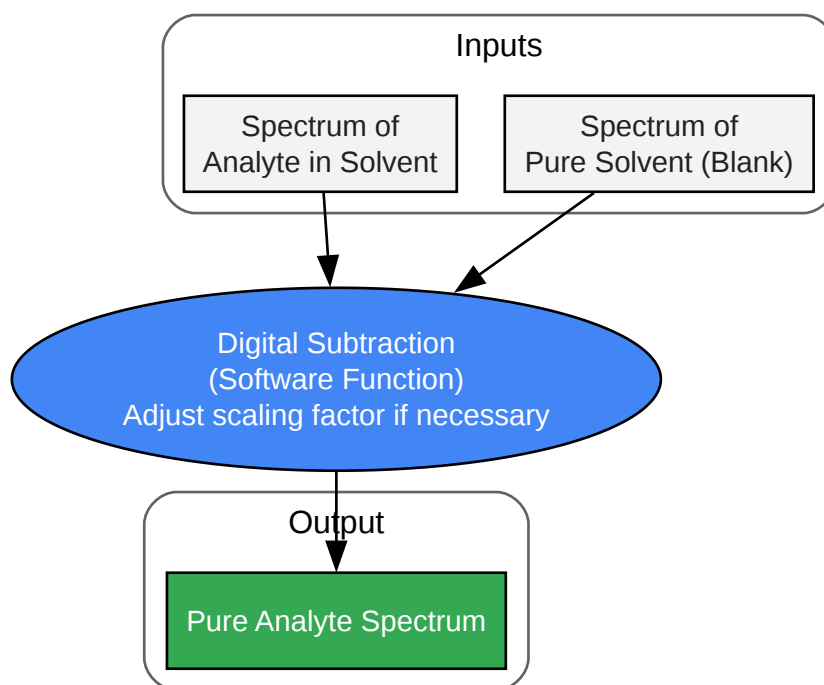 Inputs
Spectrum of
Analyte in Solvent
Spectrum of
Pure Solvent (Blank)
Digital Subtraction
(Software Function)
Adjust scaling factor if necessary
Output
Pure Analyte Spectrum